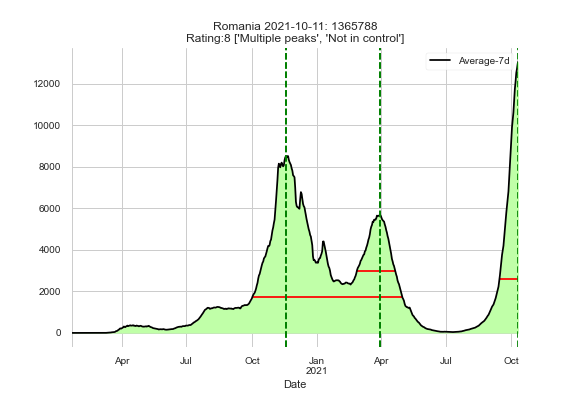 Romania 2021-10-11: 1365788
Rating:8 ['Multiple peaks', 'Not in control']
Average-7d
12000
10000
8000
6000
4000
2000
0
Apr Jul Oct Jan Apr Jul Oct
2021
Date